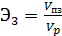 Э₃ = V_пз / V_р